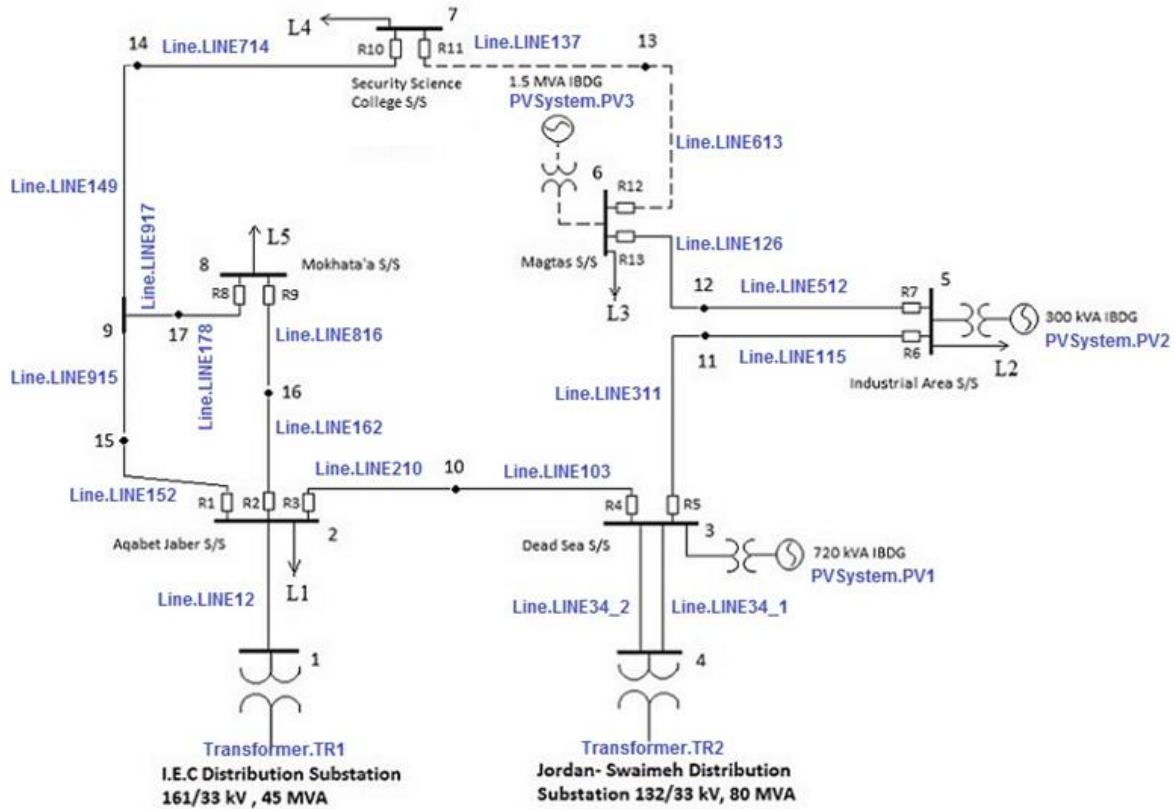 L4
7
14
Line.LINE714
R10
R11
Line.LINE137
13
Security Science
College S/S
1.5 MVA IBDG
PVSystem.PV3
Line.LINE613
6
R12
R13
Line.LINE126
Magtas S/S
L3
Line.LINE149
Line.LINE917
L5
8
Mokhata'a S/S
R8
R9
9
17
Line.LINE178
Line.LINE816
12
Line.LINE512
R7
5
300 kVA IBDG
PVSystem.PV2
11
Line.LINE115
R6
L2
Industrial Area S/S
Line.LINE915
16
Line.LINE311
15
Line.LINE162
Line.LINE152
Line.LINE210
10
Line.LINE103
R1
R2
R3
R4
R5
Aqabet Jaber S/S
2
L1
Dead Sea S/S
3
720 kVA IBDG
PVSystem.PV1
Line.LINE12
Line.LINE34_2
Line.LINE34_1
1
4
Transformer.TR1
I.E.C Distribution Substation
161/33 kV , 45 MVA
Transformer.TR2
Jordan- Swaimeh Distribution
Substation 132/33 kV, 80 MVA